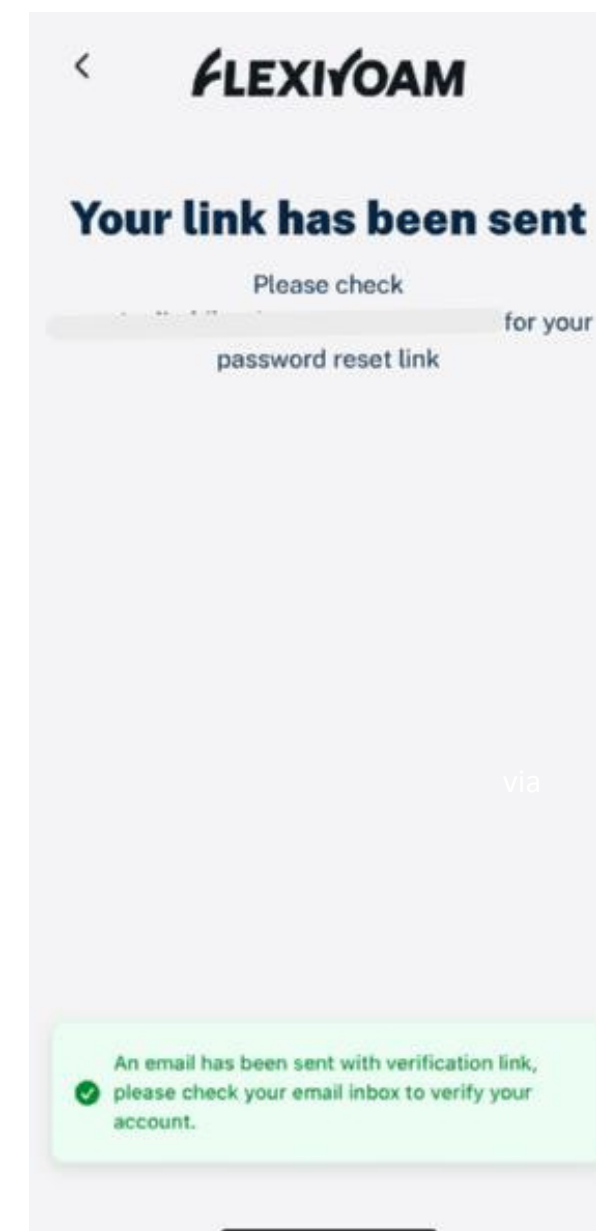 FLEXIROAM
Your link has been sent
Please check
for your
password reset link
via
An email has been sent with verification link,
please check your email inbox to verify your
account.